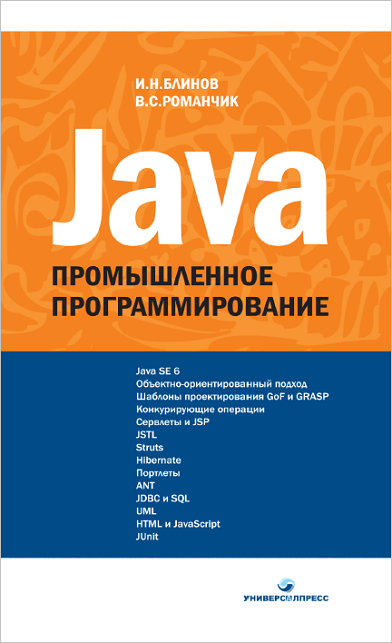 И.Н.БЛИНОВ
В.С.РОМАНЧИК
Java
ПРОМЫШЛЕННОЕ
ПРОГРАММИРОВАНИЕ
Java SE 6
Объектно-ориентированный подход
Шаблоны проектирования GoF и GRASP
Конкурирующие операции
Сервлеты и JSP
JSTL
Struts
Hibernate
Портлеты
ANT
JDBC и SQL
UML
HTML и JavaScript
JUnit
УНИВЕРСАЛПРЕСС